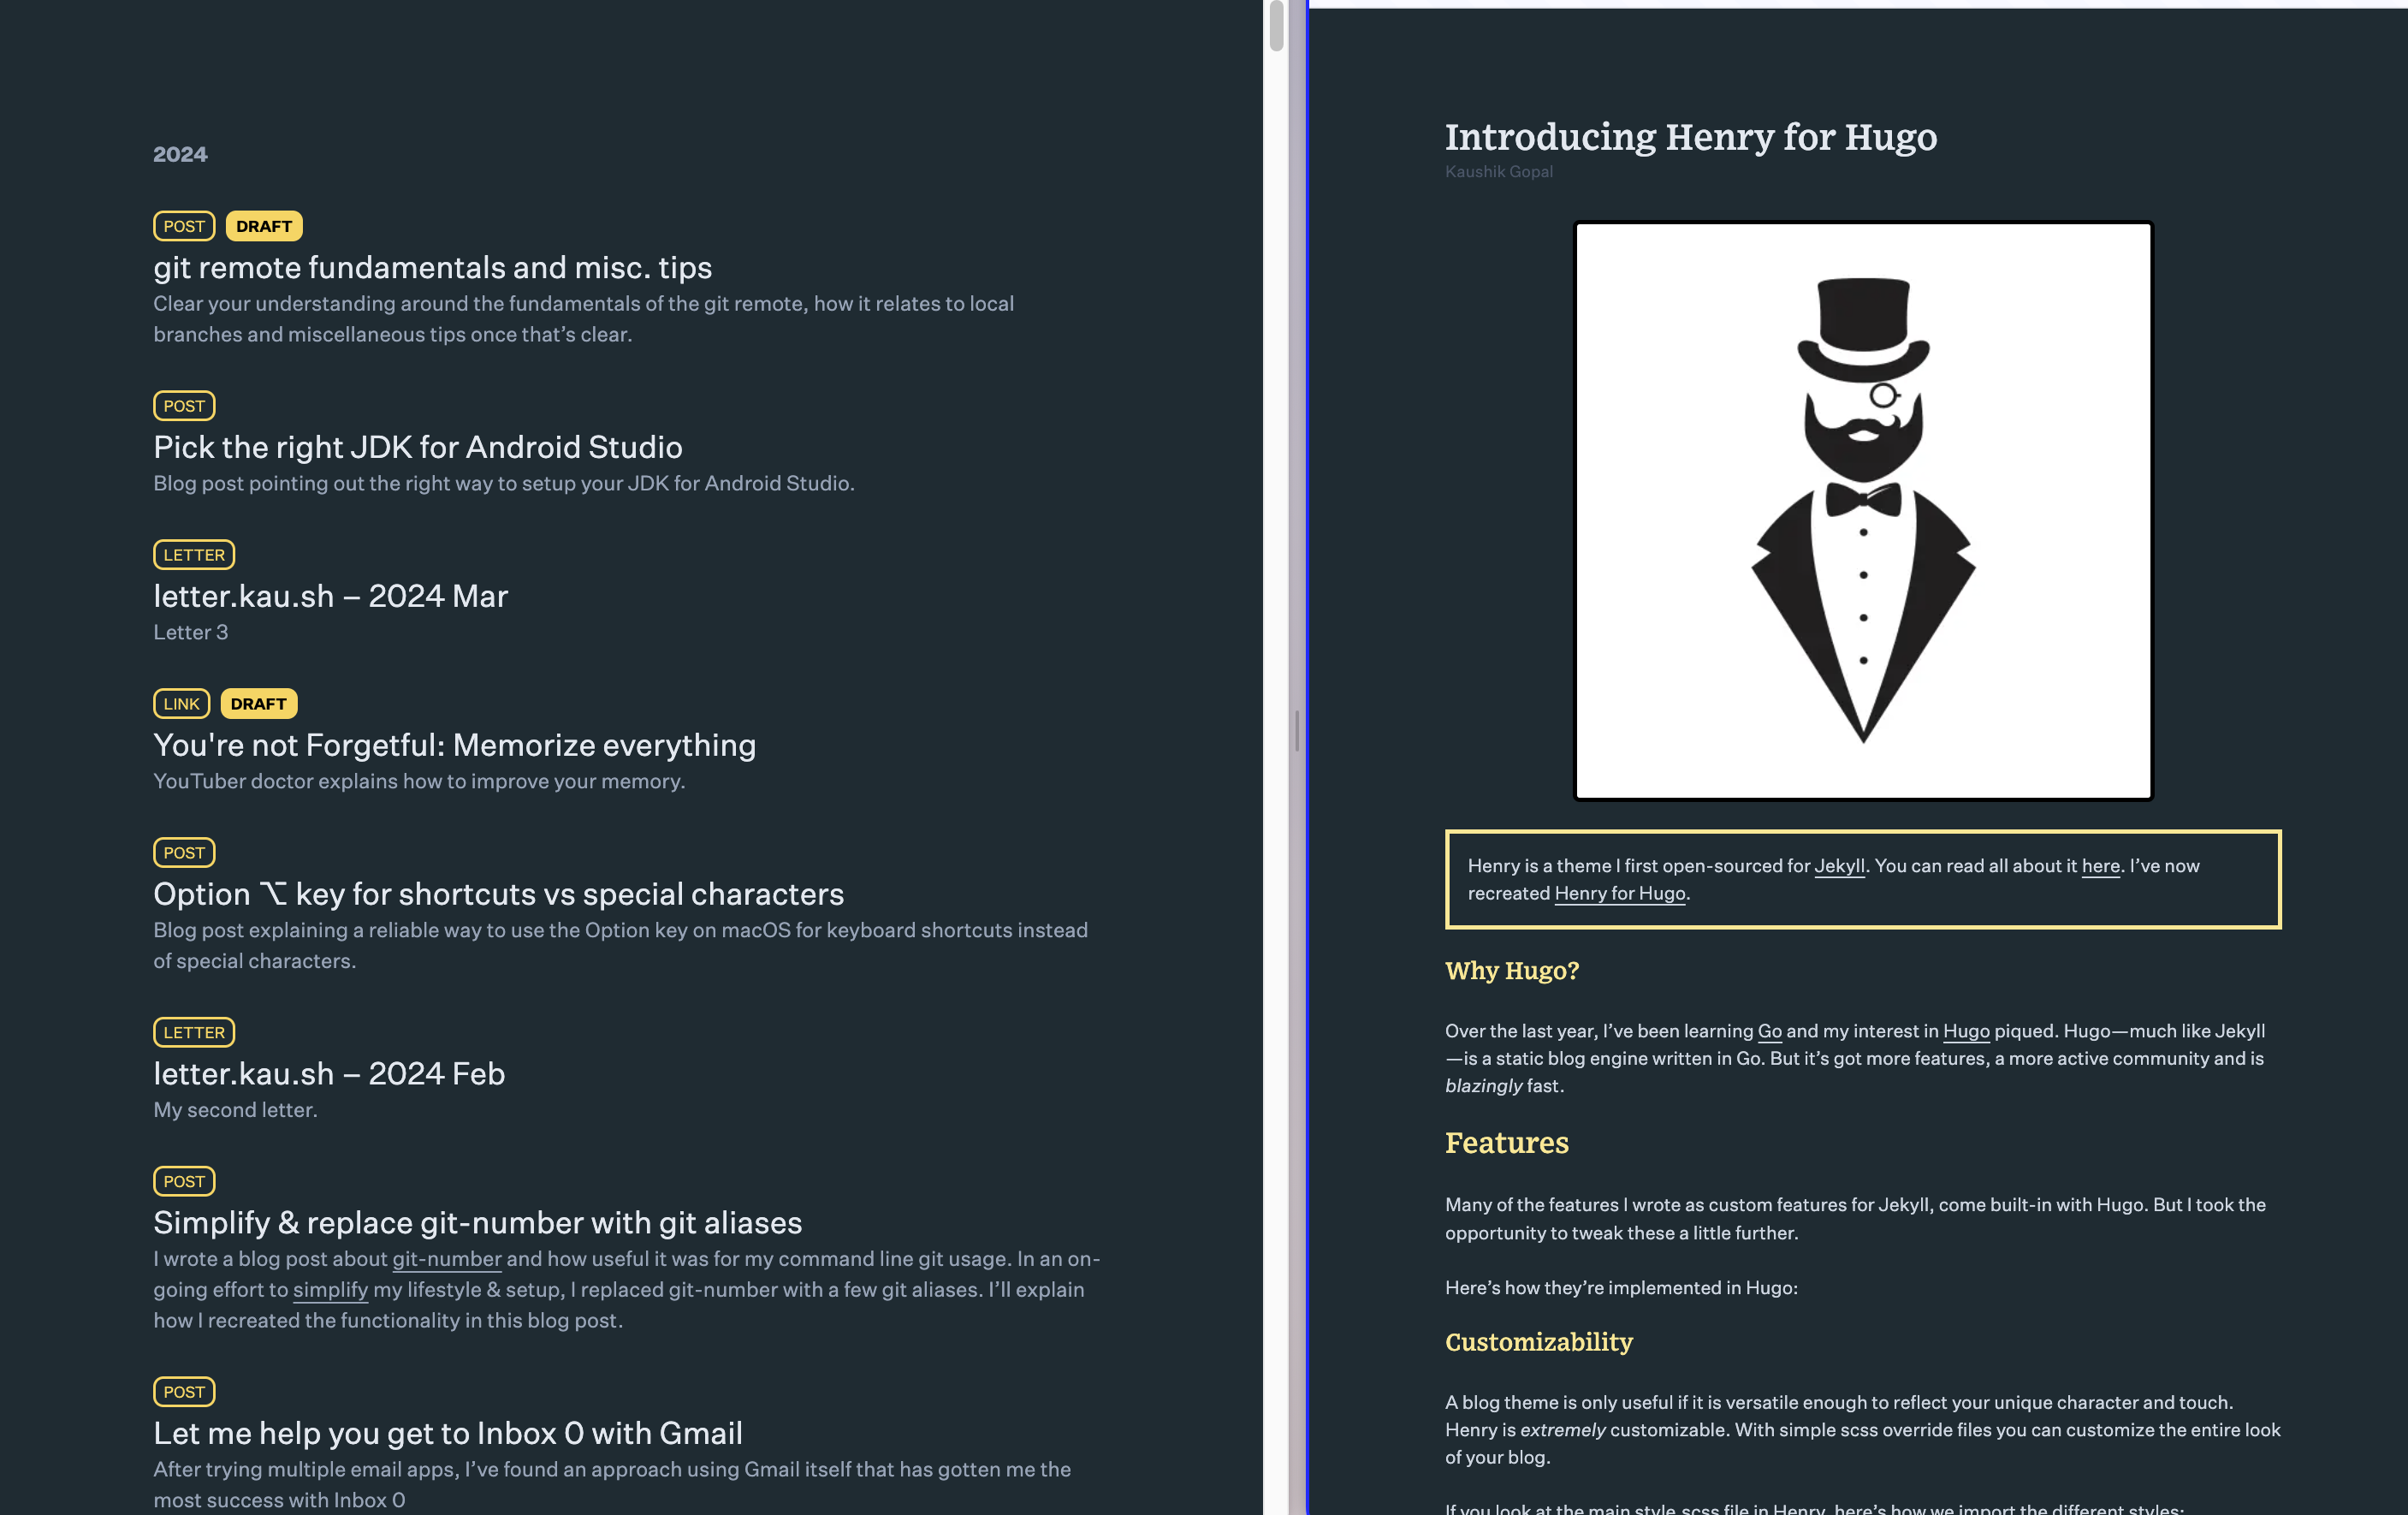 2024
POST DRAFT
git remote fundamentals and misc. tips
Clear your understanding around the fundamentals of the git remote, how it relates to local
branches and miscellaneous tips once that’s clear.
POST
Pick the right JDK for Android Studio
Blog post pointing out the right way to setup your JDK for Android Studio.
LETTER
letter.kau.sh – 2024 Mar
Letter 3
LINK DRAFT
You're not Forgetful: Memorize everything
YouTuber doctor explains how to improve your memory.
POST
Option ⌥ key for shortcuts vs special characters
Blog post explaining a reliable way to use the Option key on macOS for keyboard shortcuts instead
of special characters.
LETTER
letter.kau.sh – 2024 Feb
My second letter.
POST
Simplify & replace git-number with git aliases
I wrote a blog post about git-number and how useful it was for my command line git usage. In an on-
going effort to simplify my lifestyle & setup, I replaced git-number with a few git aliases. I’ll explain
how I recreated the functionality in this blog post.
POST
Let me help you get to Inbox 0 with Gmail
After trying multiple email apps, I’ve found an approach using Gmail itself that has gotten me the
most success with Inbox 0
Introducing Henry for Hugo
Kaushik Gopal
Henry is a theme I first open-sourced for Jekyll. You can read all about it here. I’ve now
recreated Henry for Hugo.
Why Hugo?
Over the last year, I’ve been learning Go and my interest in Hugo piqued. Hugo—much like Jekyll
—is a static blog engine written in Go. But it’s got more features, a more active community and is
blazingly fast.
Features
Many of the features I wrote as custom features for Jekyll, come built-in with Hugo. But I took the
opportunity to tweak these a little further.
Here’s how they’re implemented in Hugo:
Customizability
A blog theme is only useful if it is versatile enough to reflect your unique character and touch.
Henry is extremely customizable. With simple scss override files you can customize the entire look
of your blog.
If you look at the main style.scss file in Henry, here’s how we import the different styles: